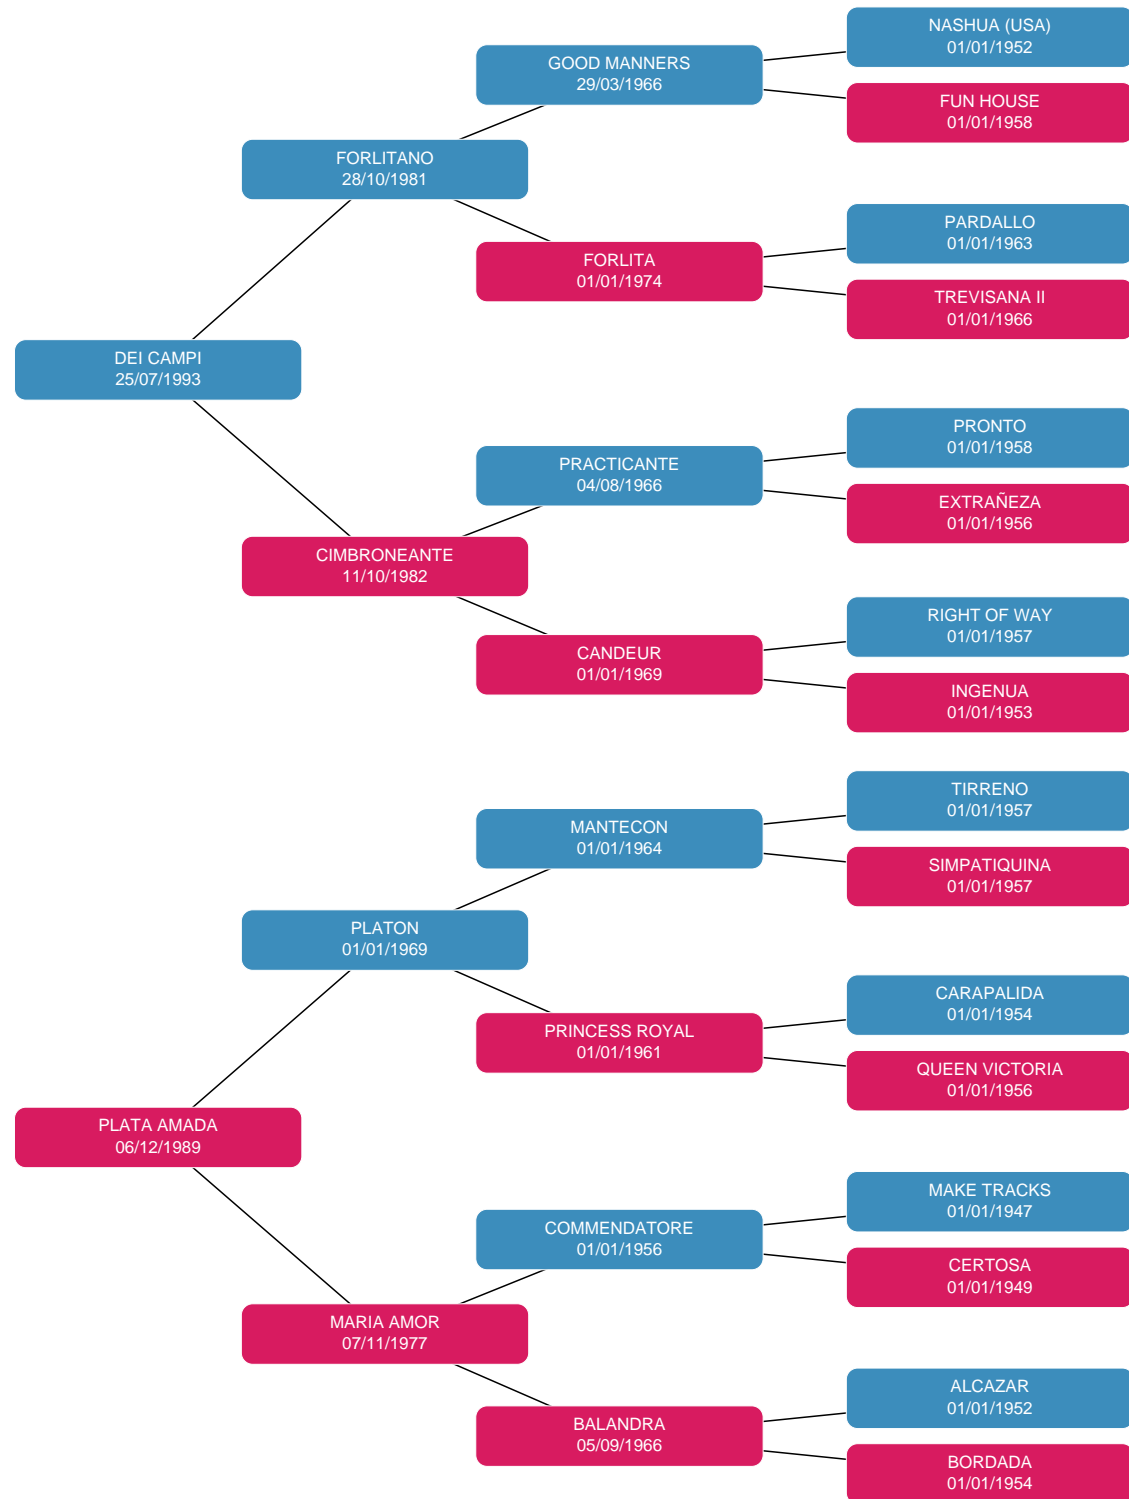 NASHUA (USA)
01/01/1952
GOOD MANNERS
29/03/1966
FUN HOUSE
01/01/1958
FORLITANO
28/10/1981
PARDALLO
01/01/1963
FORLITA
01/01/1974
TREVISANA II
01/01/1966
DEI CAMPI
25/07/1993
PRONTO
01/01/1958
PRACTICANTE
04/08/1966
EXTRAÑEZA
01/01/1956
CIMBRONEANTE
11/10/1982
RIGHT OF WAY
01/01/1957
CANDEUR
01/01/1969
INGENUA
01/01/1953
TIRRENO
01/01/1957
MANTECON
01/01/1964
SIMPATIQUINA
01/01/1957
PLATON
01/01/1969
CARAPALIDA
01/01/1954
PRINCESS ROYAL
01/01/1961
QUEEN VICTORIA
01/01/1956
PLATA AMADA
06/12/1989
MAKE TRACKS
01/01/1947
COMMENDATORE
01/01/1956
CERTOSA
01/01/1949
MARIA AMOR
07/11/1977
ALCAZAR
01/01/1952
BALANDRA
05/09/1966
BORDADA
01/01/1954